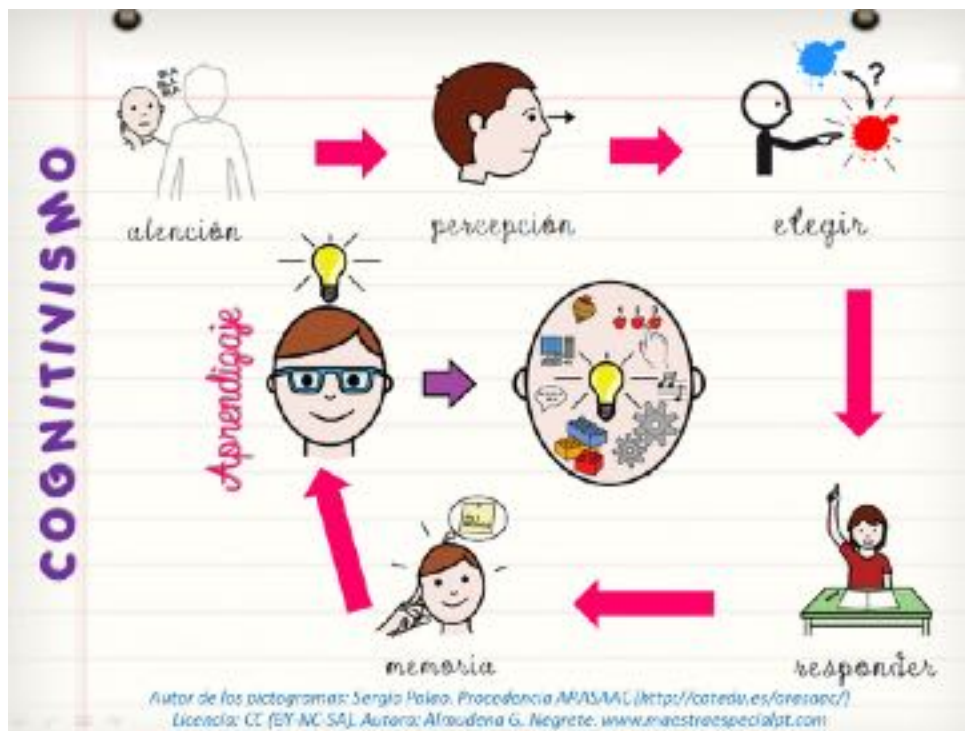 COGNITIVISMO
atención
percepción
elegir
?
Aprendizaje
memoria
responder
Autor de los pictogramas: Sergio Palao. Procedencia ARASAAC (http://catedu.es/arasaac/)
Licencia: CC (BY-NC-SA). Autora: Almudena G. Negrete. www.maestraespecialpt.com